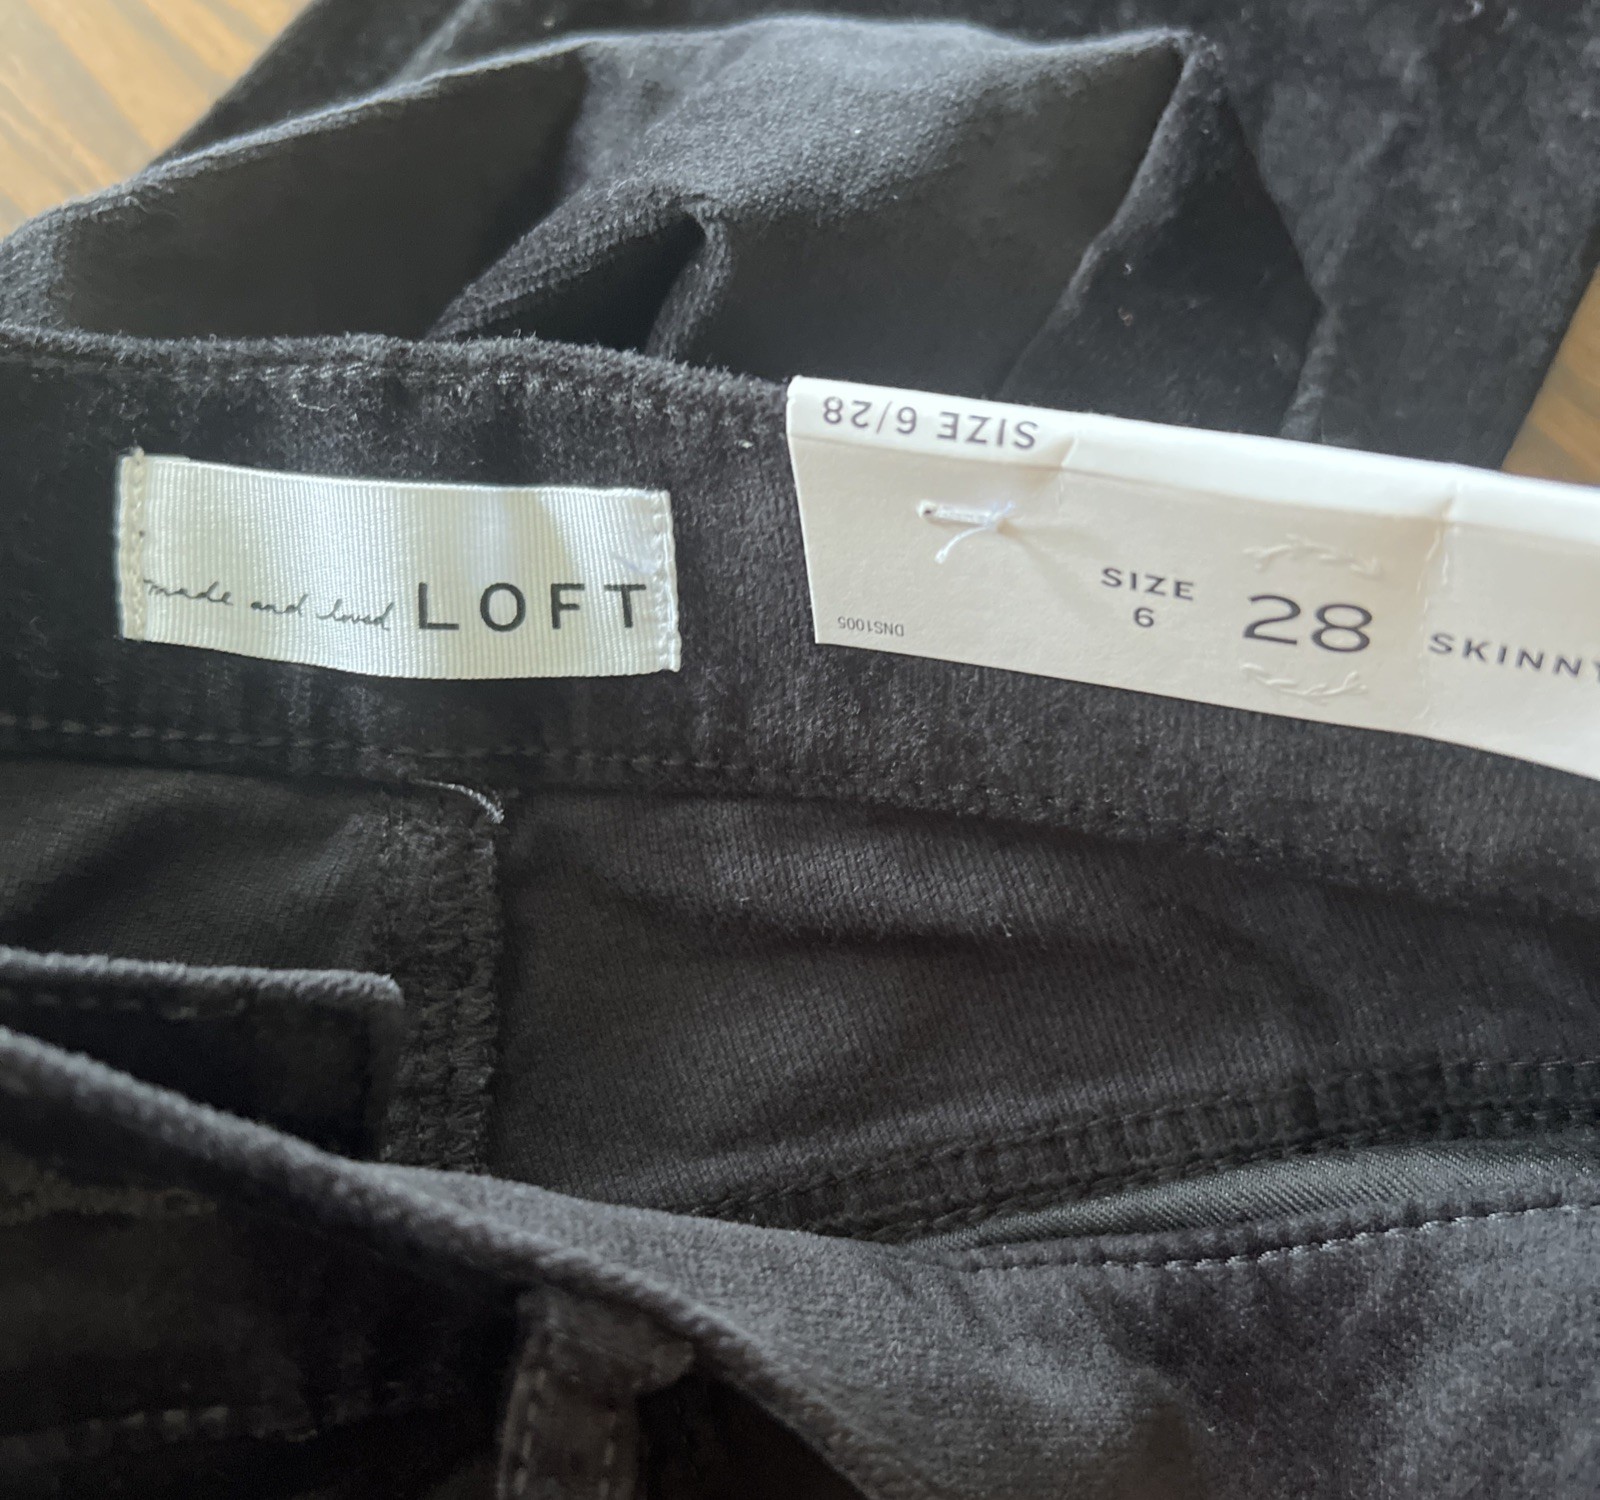 made and loved LOFT
SIZE 6/28
SIZE
6
28
SKINNY
DNS1005